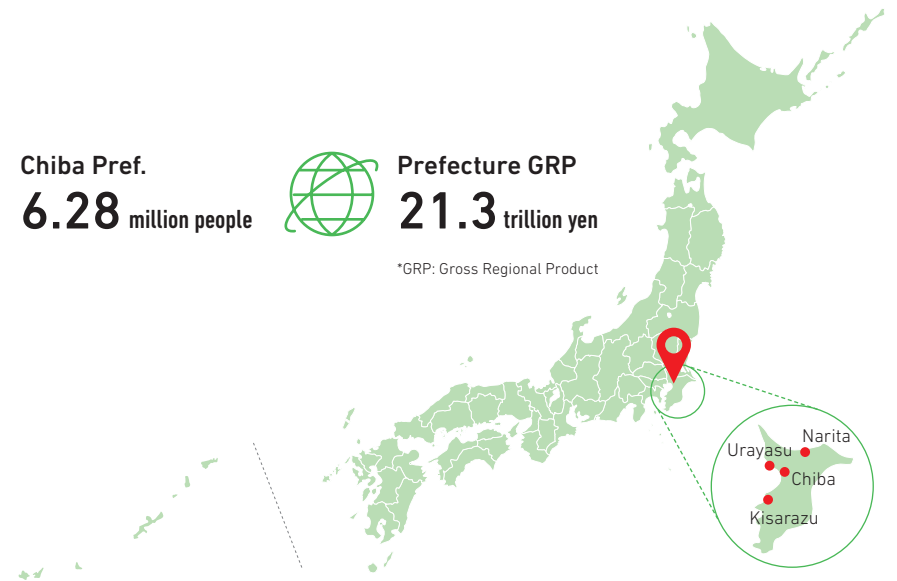 Chiba Pref.
6.28 million people
Prefecture GRP
21.3 trillion yen
*GRP: Gross Regional Product
Narita
Urayasu
Chiba
Kisarazu